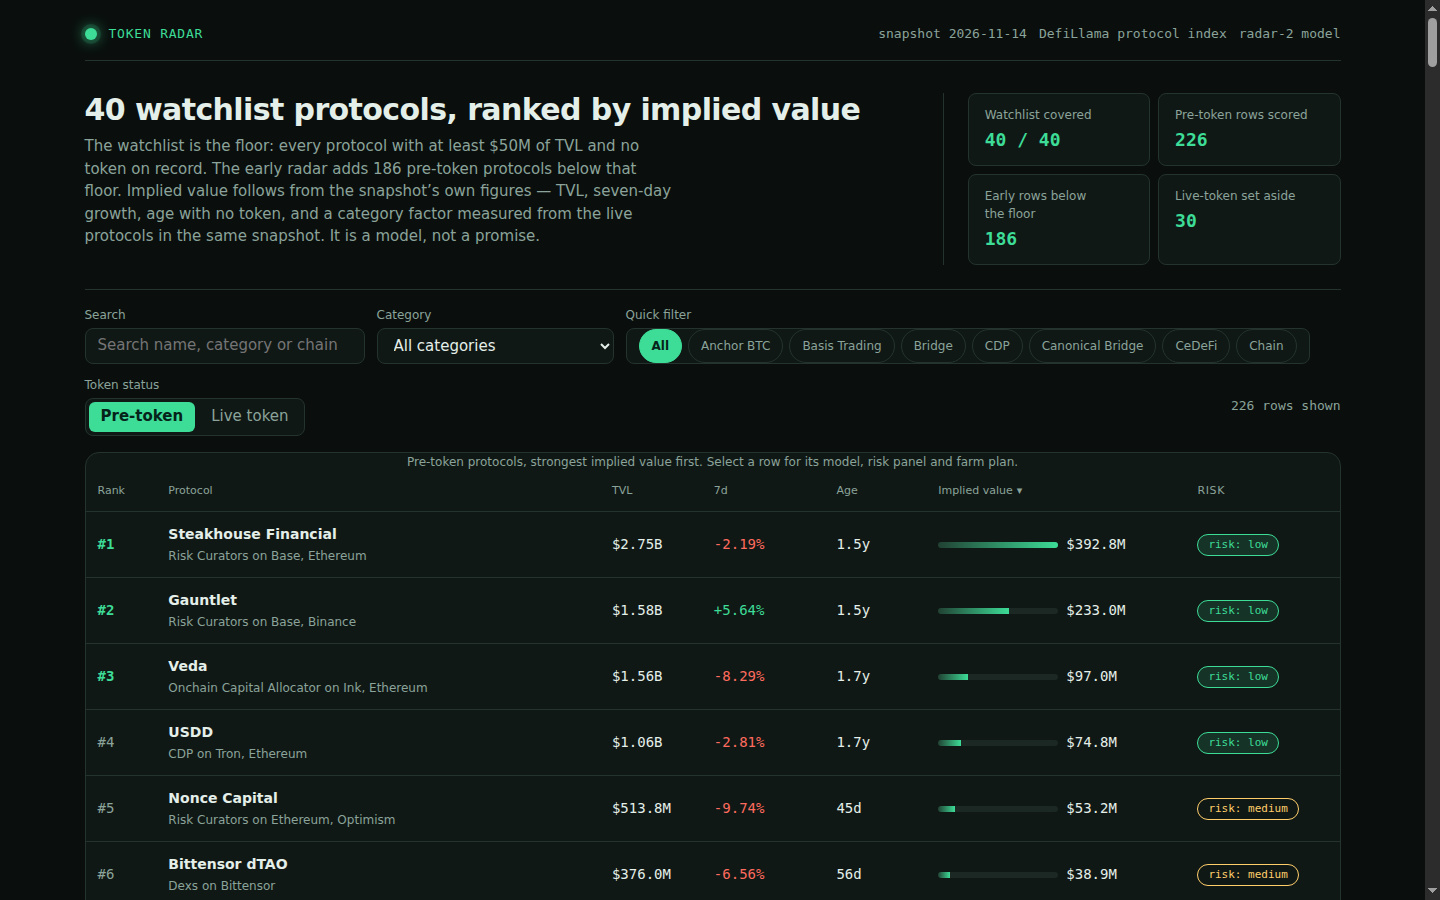 TOKEN RADAR
snapshot 2026-11-14 DefiLlama protocol index radar-2 model
40 watchlist protocols, ranked by implied value
The watchlist is the floor: every protocol with at least $50M of TVL and no
token on record. The early radar adds 186 pre-token protocols below that
floor. Implied value follows from the snapshot’s own figures — TVL, seven-day
growth, age with no token, and a category factor measured from the live
protocols in the same snapshot. It is a model, not a promise.
Watchlist covered
40 / 40
Pre-token rows scored
226
Early rows below
the floor
186
Live-token set aside
30
Search
Search name, category or chain
Category
All categories
Quick filter
All Anchor BTC Basis Trading Bridge CDP Canonical Bridge CeDeFi Chain
Token status
Pre-token Live token
226 rows shown
Pre-token protocols, strongest implied value first. Select a row for its model, risk panel and farm plan.
Rank Protocol TVL 7d Age Implied value ▾ RISK
#1 Steakhouse Financial $2.75B -2.19% 1.5y $392.8M risk: low
Risk Curators on Base, Ethereum
#2 Gauntlet $1.58B +5.64% 1.5y $233.0M risk: low
Risk Curators on Base, Binance
#3 Veda $1.56B -8.29% 1.7y $97.0M risk: low
Onchain Capital Allocator on Ink, Ethereum
#4 USDD $1.06B -2.81% 1.7y $74.8M risk: low
CDP on Tron, Ethereum
#5 Nonce Capital $513.8M -9.74% 45d $53.2M risk: medium
Risk Curators on Ethereum, Optimism
#6 Bittensor dTAO $376.0M -6.56% 56d $38.9M risk: medium
Dexs on Bittensor